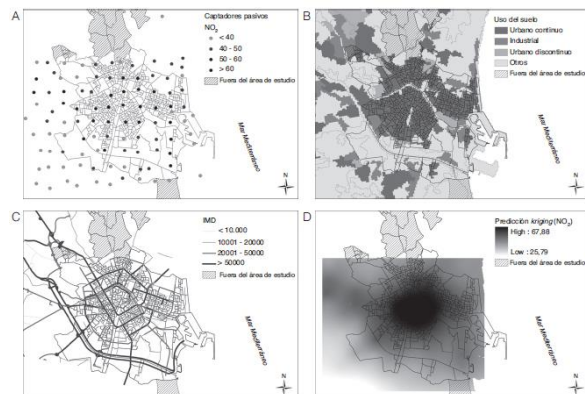 A
Captadores pasivos
NO2
< 40
40 - 50
50 - 60
> 60
Fuera del área de estudio
Mar Mediterráneo
N
B
Uso del suelo
Urbano contínuo
Industrial
Urbano discontinuo
Otros
Fuera del área de estudio
Mar Mediterráneo
N
C
IMD
< 10.000
10001 - 20000
20001 - 50000
> 50000
Fuera del área de estudio
Mar Mediterráneo
N
D
Predicción kriging (NO2)
High : 67,88
Low : 25,79
Fuera del área de estudio
Mar Mediterráneo
N